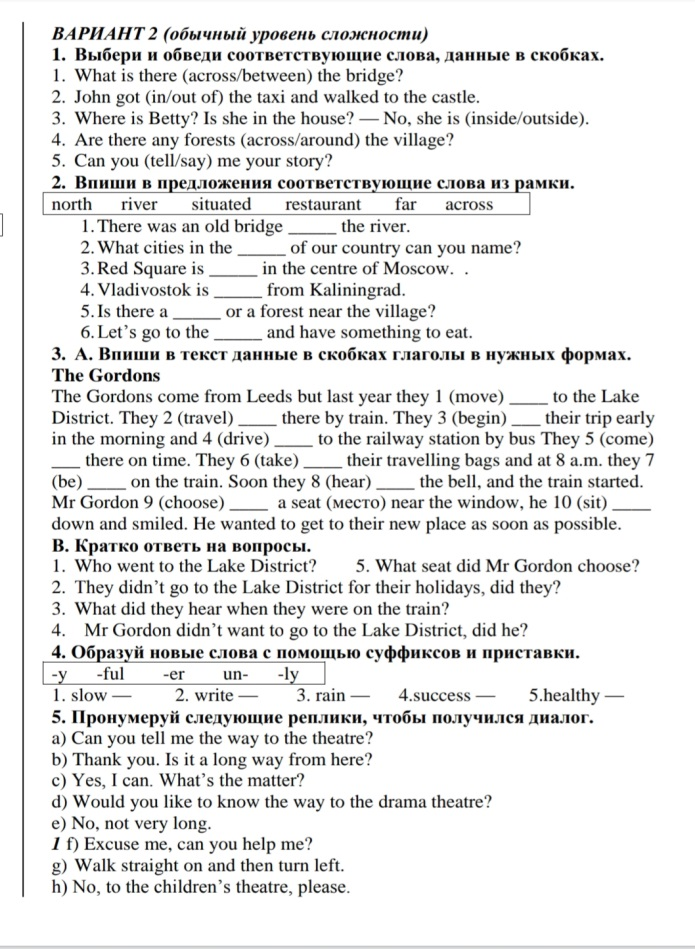 ВАРИАНТ 2 (обычный уровень сложности)
1. Выбери и обведи соответствующие слова, данные в скобках.
1. What is there (across/between) the bridge?
2. John got (in/out of) the taxi and walked to the castle.
3. Where is Betty? Is she in the house? — No, she is (inside/outside).
4. Are there any forests (across/around) the village?
5. Can you (tell/say) me your story?
2. Впиши в предложения соответствующие слова из рамки.
north river situated restaurant far across
1. There was an old bridge _____ the river.
2. What cities in the _____ of our country can you name?
3. Red Square is _____ in the centre of Moscow. .
4. Vladivostok is _____ from Kaliningrad.
5. Is there a _____ or a forest near the village?
6. Let's go to the _____ and have something to eat.
3. А. Впиши в текст данные в скобках глаголы в нужных формах.
The Gordons
The Gordons come from Leeds but last year they 1 (move) ____ to the Lake
District. They 2 (travel) ____ there by train. They 3 (begin) ___ their trip early
in the morning and 4 (drive) ____ to the railway station by bus They 5 (come)
___ there on time. They 6 (take) ____ their travelling bags and at 8 a.m. they 7
(be) ____ on the train. Soon they 8 (hear) ____ the bell, and the train started.
Mr Gordon 9 (choose) ____ a seat (место) near the window, he 10 (sit) ____
down and smiled. He wanted to get to their new place as soon as possible.
В. Кратко ответь на вопросы.
1. Who went to the Lake District? 5. What seat did Mr Gordon choose?
2. They didn't go to the Lake District for their holidays, did they?
3. What did they hear when they were on the train?
4. Mr Gordon didn't want to go to the Lake District, did he?
4. Образуй новые слова с помощью суффиксов и приставки.
-y -ful -er un- -ly
1. slow — 2. write — 3. rain — 4.success — 5.healthy —
5. Пронумеруй следующие реплики, чтобы получился диалог.
a) Can you tell me the way to the theatre?
b) Thank you. Is it a long way from here?
c) Yes, I can. What's the matter?
d) Would you like to know the way to the drama theatre?
e) No, not very long.
1 f) Excuse me, can you help me?
g) Walk straight on and then turn left.
h) No, to the children's theatre, please.